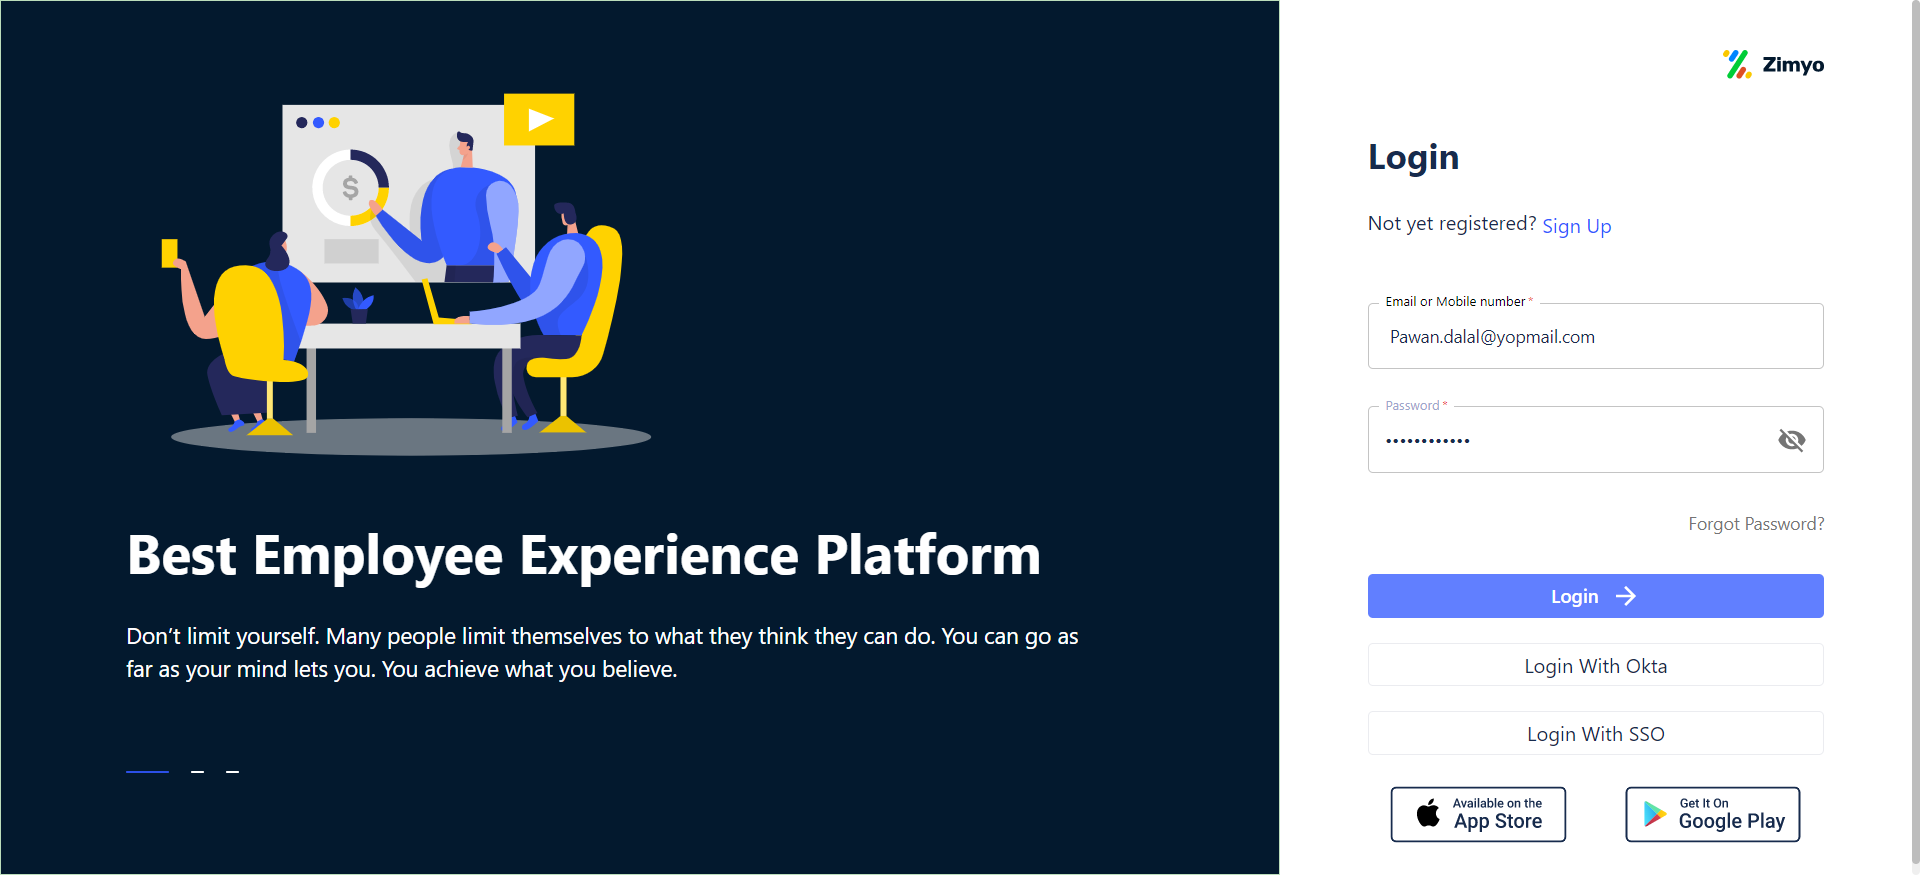 Zimyo
Login
Not yet registered? Sign Up
Email or Mobile number *
Pawan.dalal@yopmail.com
Password *
••••••••••••
Forgot Password?
Login
Login With Okta
Login With SSO
Available on the
App Store
Get It On
Google Play
$
Best Employee Experience Platform
Don’t limit yourself. Many people limit themselves to what they think they can do. You can go as
far as your mind lets you. You achieve what you believe.